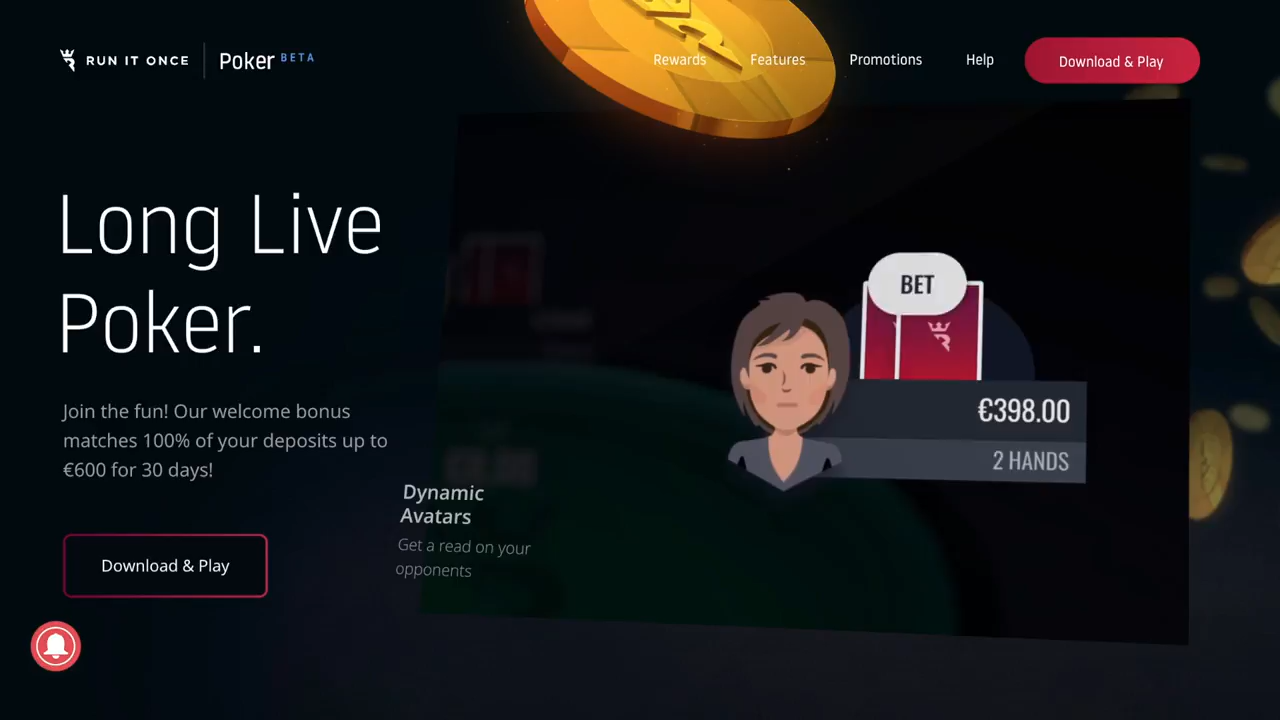 RUN IT ONCE
Poker BETA
Rewards
Features
Promotions
Help
Download & Play
Long Live
Poker.
Join the fun! Our welcome bonus
matches 100% of your deposits up to
€600 for 30 days!
Download & Play
Dynamic
Avatars
Get a read on your
opponents
BET
€398.00
2 HANDS